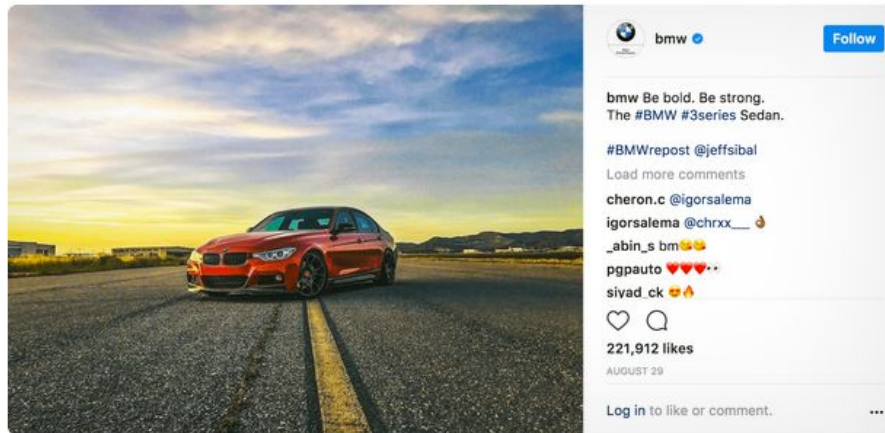 bmw
Follow
bmw Be bold. Be strong.
The #BMW #3series Sedan.
#BMWrepost @jeffsibal
Load more comments
cheron.c @igorsalema
igorsalema @chrxx___ 👌🏾
_abin_s bm😘😘
pgpauto ❤️❤️❤️👀
siyad_ck 😍🔥
221,912 likes
AUGUST 29
Log in to like or comment.